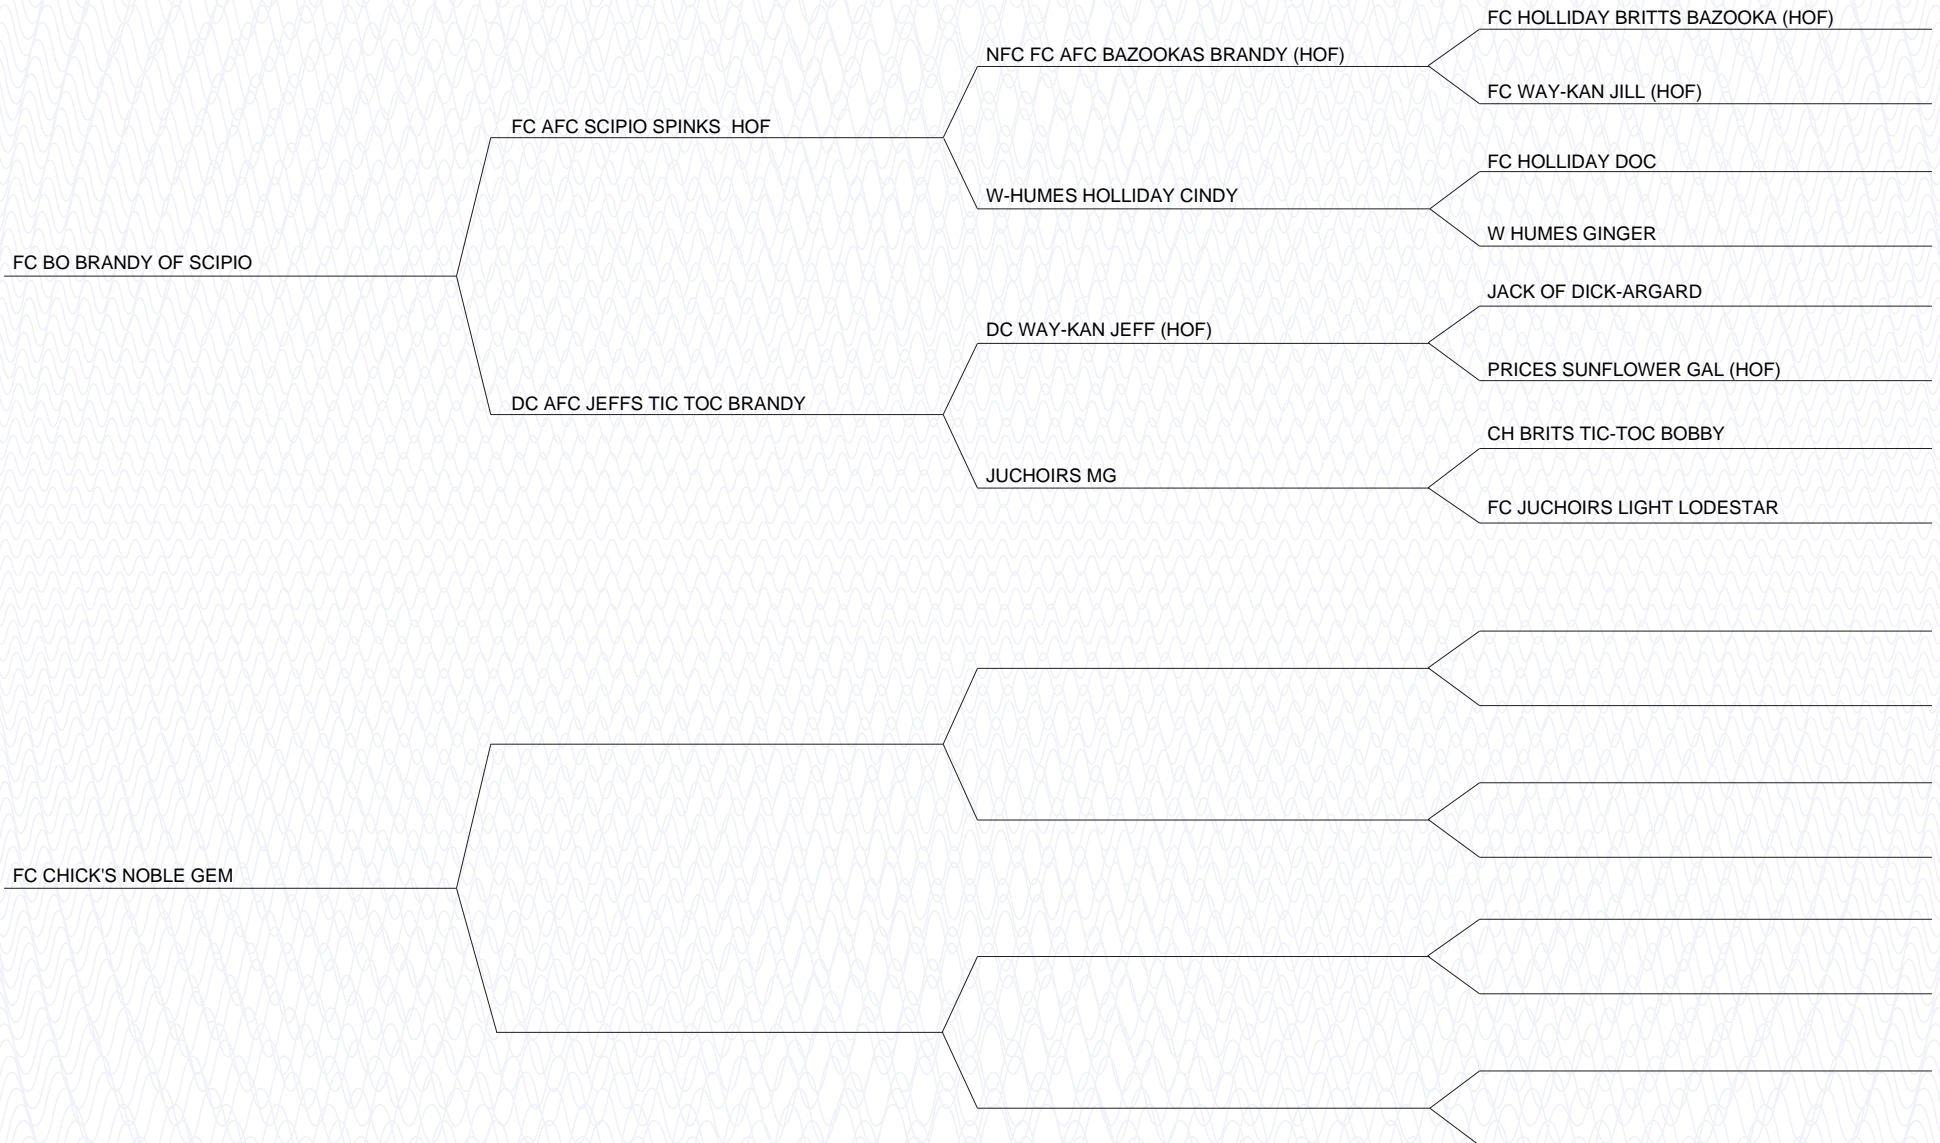 FC HOLLIDAY BRITTS BAZOOKA (HOF)
NFC FC AFC BAZOOKAS BRANDY (HOF)
FC WAY-KAN JILL (HOF)
FC AFC SCIPIO SPINKS  HOF
FC HOLLIDAY DOC
W-HUMES HOLLIDAY CINDY
W HUMES GINGER
FC BO BRANDY OF SCIPIO
JACK OF DICK-ARGARD
DC WAY-KAN JEFF (HOF)
PRICES SUNFLOWER GAL (HOF)
DC AFC JEFFS TIC TOC BRANDY
CH BRITS TIC-TOC BOBBY
JUCHOIRS MG
FC JUCHOIRS LIGHT LODESTAR
FC CHICK'S NOBLE GEM